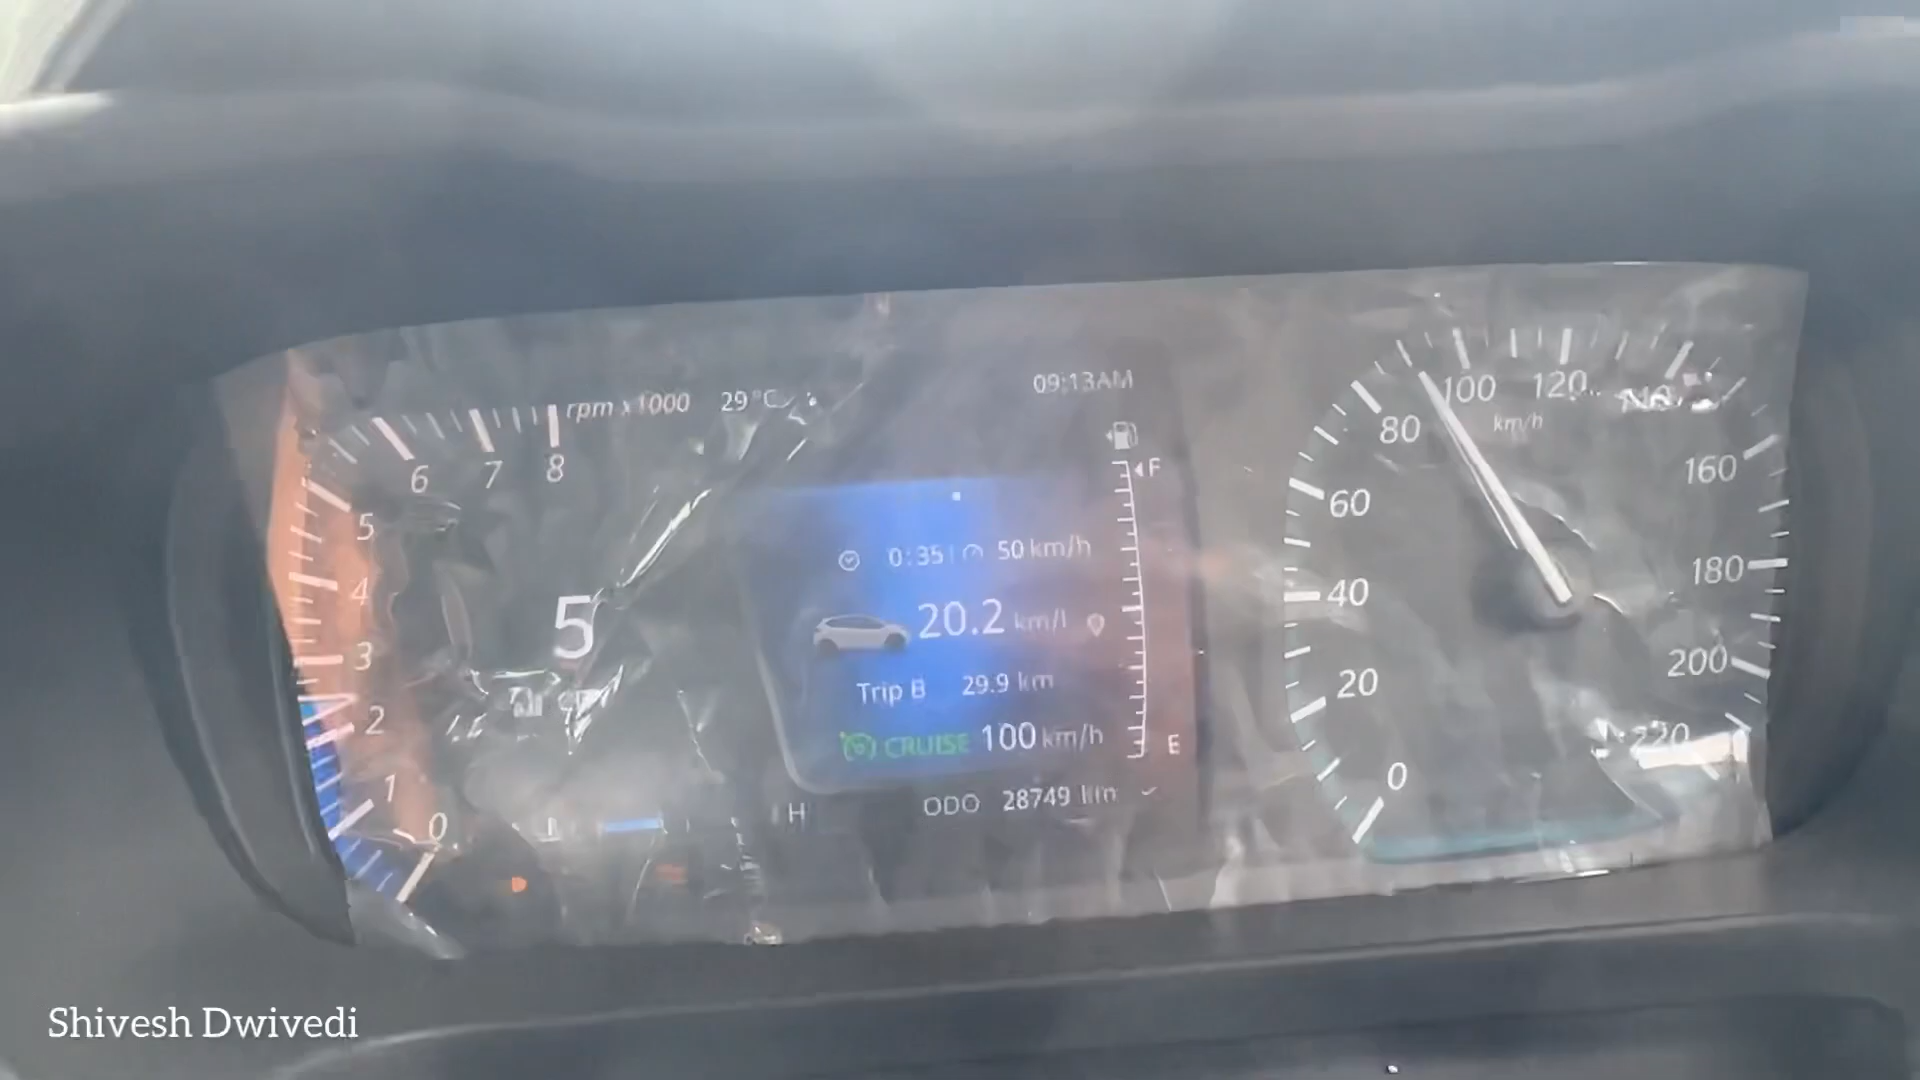 rpm x1000
29°C
09:13AM
8
7
6
5
4
3
2
1
0
5
0:35
50 km/h
20.2 km/l
Trip B 29.9 km
CRUISE 100 km/h
ODO 28749 km
H
F
E
0
20
40
60
80
100
120
160
180
200
220
km/h
Shivesh Dwivedi